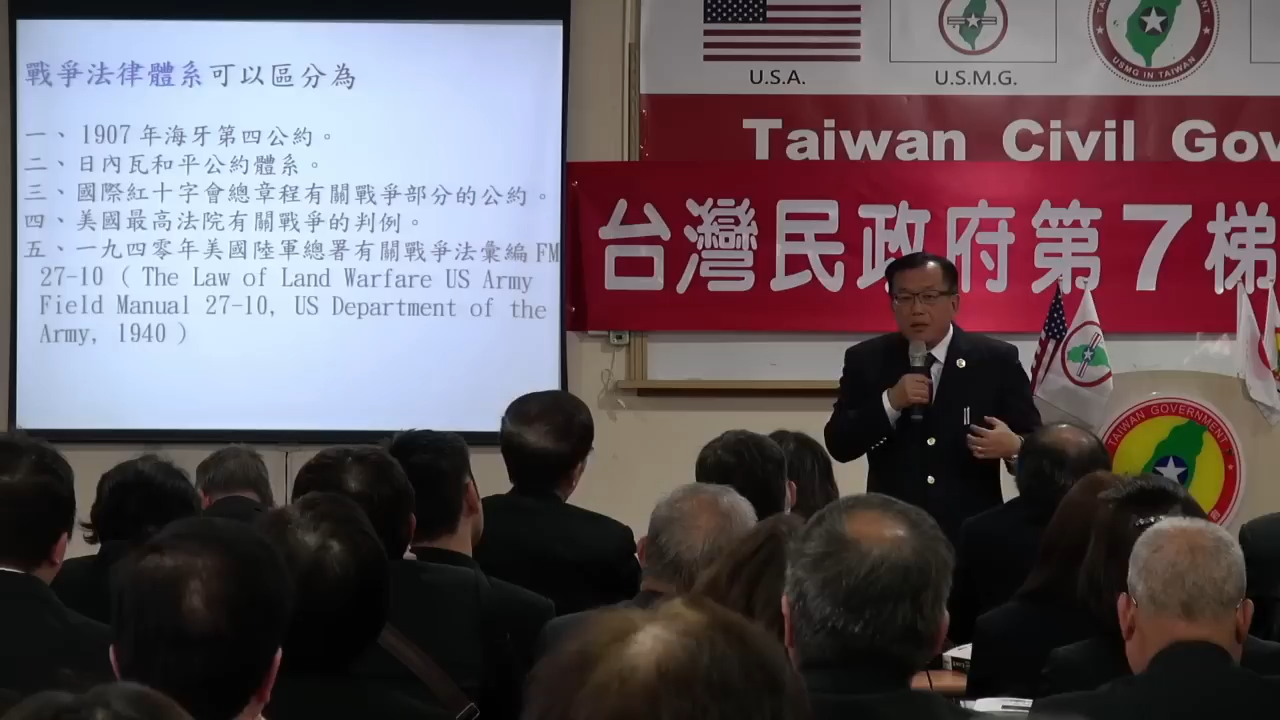 戰爭法律體系可以區分為
一、1907年海牙第四公約。
二、日內瓦和平公約體系。
三、國際紅十字會總章程有關戰爭部分的公約。
四、美國最高法院有關戰爭的判例。
五、一九四零年美國陸軍總署有關戰爭法彙編 FM
27-10 ( The Law of Land Warfare US Army
Field Manual 27-10, US Department of the
Army, 1940 )
U.S.A.
U.S.M.G.
USMG IN TAIWAN
Taiwan Civil Gov
台灣民政府第7梯
TAIWAN GOVERNMENT